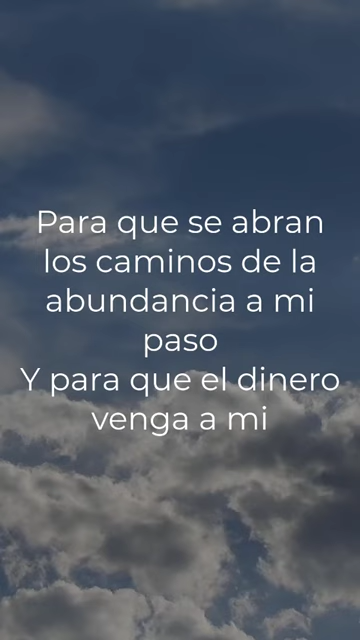 Para que se abran
los caminos de la
abundancia a mi
paso
Y para que el dinero
venga a mi